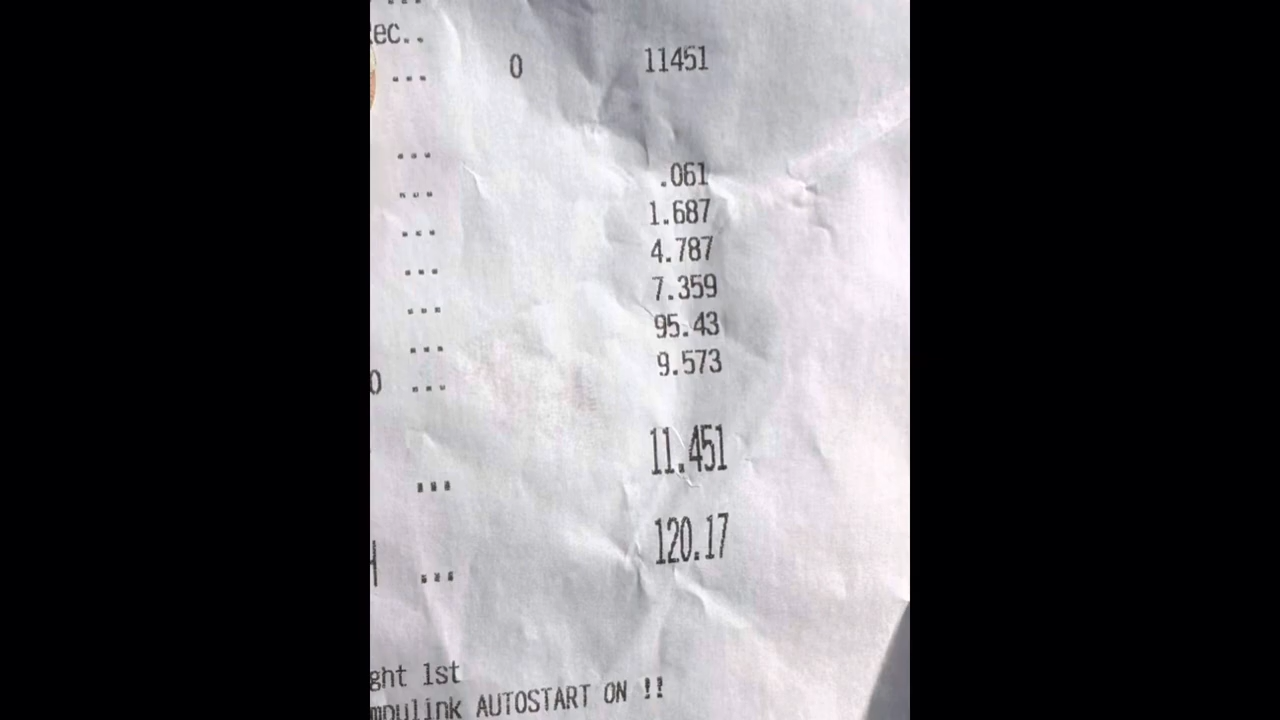 ...
ec..
... 0 11451
...
... .061
... 1.687
... 4.787
... 7.359
... 95.43
... 9.573
... 11.451
... 120.17
ght 1st
mpulink AUTOSTART ON !!